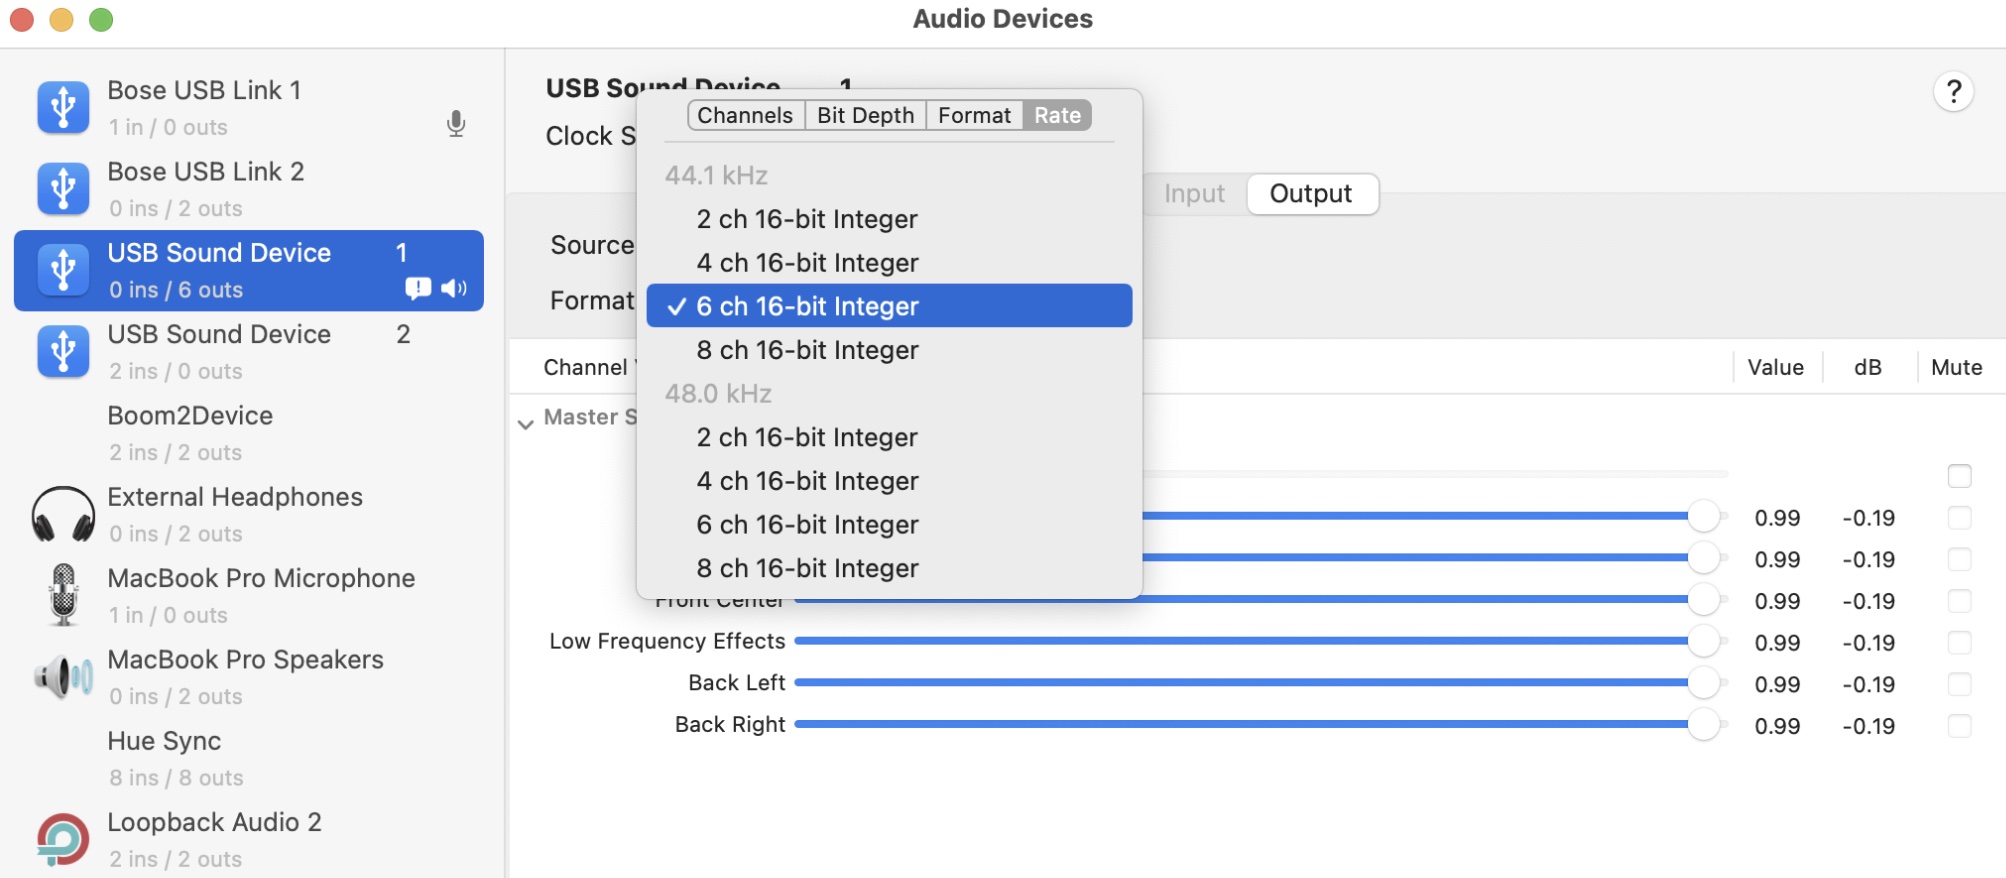 Audio Devices
Bose USB Link 1
1 in / 0 outs
Bose USB Link 2
0 ins / 2 outs
USB Sound Device 1
0 ins / 6 outs
USB Sound Device 2
2 ins / 0 outs
Boom2Device
2 ins / 2 outs
External Headphones
0 ins / 2 outs
MacBook Pro Microphone
1 in / 0 outs
MacBook Pro Speakers
0 ins / 2 outs
Hue Sync
8 ins / 8 outs
Loopback Audio 2
2 ins / 2 outs
USB Sound Device 1
?
Clock S
Channels Bit Depth Format Rate
44.1 kHz
2 ch 16-bit Integer
4 ch 16-bit Integer
✓ 6 ch 16-bit Integer
8 ch 16-bit Integer
48.0 kHz
2 ch 16-bit Integer
4 ch 16-bit Integer
6 ch 16-bit Integer
8 ch 16-bit Integer
Input Output
Source
Format
Channel Value dB Mute
Master S
0.99 -0.19
0.99 -0.19
Front Center 0.99 -0.19
Low Frequency Effects 0.99 -0.19
Back Left 0.99 -0.19
Back Right 0.99 -0.19